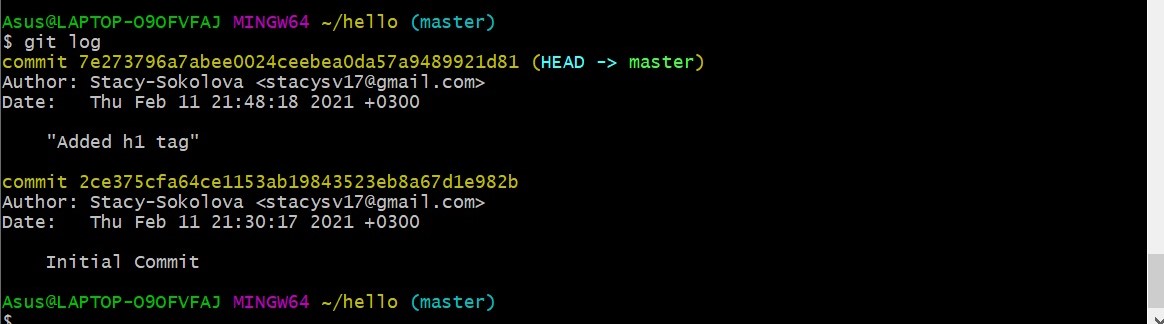 Asus@LAPTOP-O9OFVFAJ MINGW64 ~/hello (master)
$ git log
commit 7e273796a7abee0024ceebea0da57a9489921d81 (HEAD -> master)
Author: Stacy-Sokolova <stacysv17@gmail.com>
Date:   Thu Feb 11 21:48:18 2021 +0300
    "Added h1 tag"
commit 2ce375cfa64ce1153ab19843523eb8a67d1e982b
Author: Stacy-Sokolova <stacysv17@gmail.com>
Date:   Thu Feb 11 21:30:17 2021 +0300
    Initial Commit
Asus@LAPTOP-O9OFVFAJ MINGW64 ~/hello (master)
$